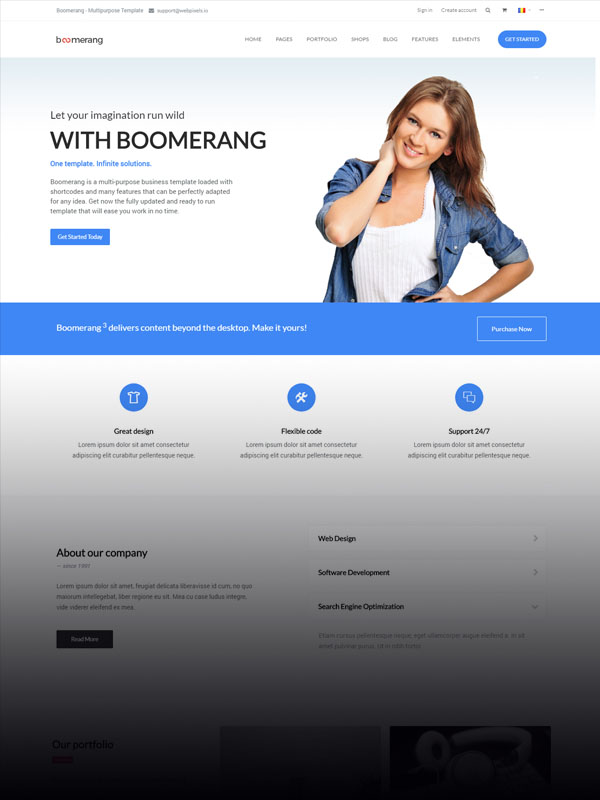 Boomerang - Multipurpose Template support@webpixels.io Sign in Create account
boomerang HOME PAGES PORTFOLIO SHOPS BLOG FEATURES ELEMENTS GET STARTED
Let your imagination run wild
WITH BOOMERANG
One template. Infinite solutions.
Boomerang is a multi-purpose business template loaded with
shortcodes and many features that can be perfectly adapted
for any idea. Get now the fully updated and ready to run
template that will ease you work in no time.
Get Started Today
Boomerang 3 delivers content beyond the desktop. Make it yours!
Purchase Now
Great design
Lorem ipsum dolor sit amet consectetur
adipiscing elit curabitur pellentesque neque.
Flexible code
Lorem ipsum dolor sit amet consectetur
adipiscing elit curabitur pellentesque neque.
Support 24/7
Lorem ipsum dolor sit amet consectetur
adipiscing elit curabitur pellentesque neque.
About our company
— since 1997
Lorem ipsum dolor sit amet, feugiat delicata liberavisse id cum, no quo
maiorum intellegebat, liber regione eu sit. Mea cu case ludus integre,
vide viderer eleifend ex mea.
Read More
Web Design
Software Development
Search Engine Optimization
Etiam cursus pellentesque neque, eget ullamcorper augue eleifend a. In sit
amet pulvinar purus. Ut in nibh tortor.
Our portfolio